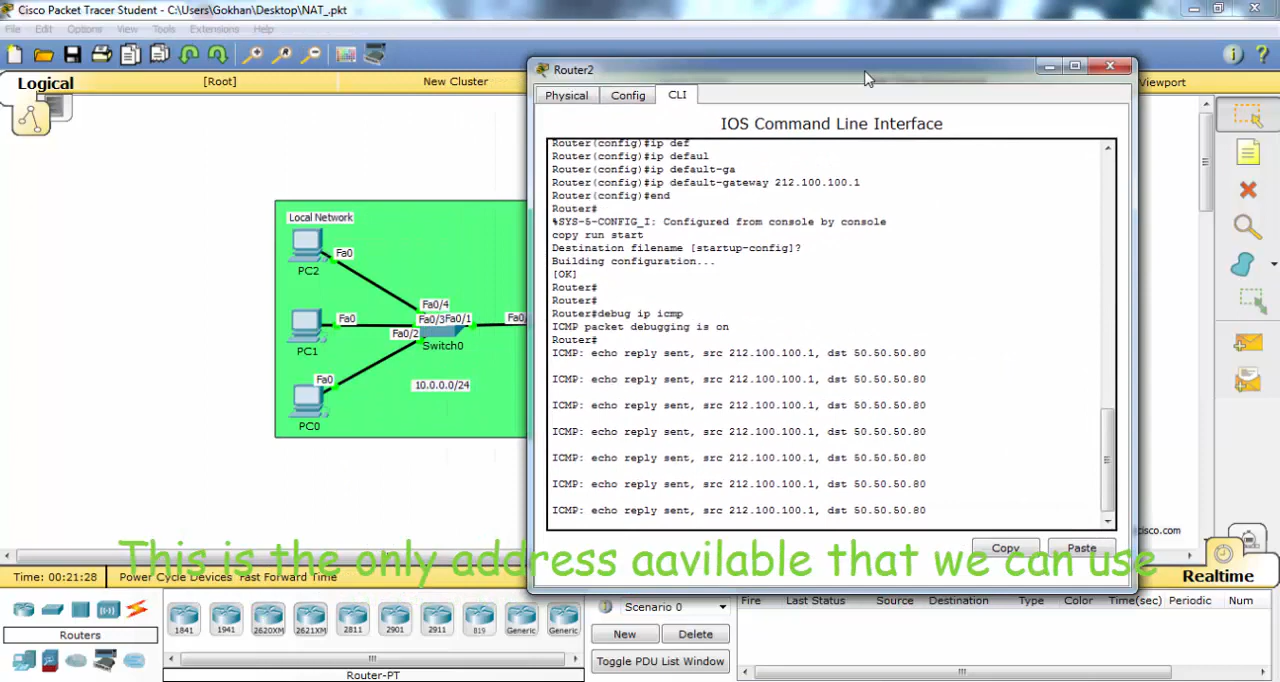 Cisco Packet Tracer Student - C:\Users\Gokhan\Desktop\NAT_.pkt
File Edit Options View Tools Extensions Help
Logical [Root] New Cluster Viewport
Router2
Physical Config CLI
IOS Command Line Interface
Router(config)#ip def
Router(config)#ip defaul
Router(config)#ip default-ga
Router(config)#ip default-gateway 212.100.100.1
Router(config)#end
Router#
%SYS-5-CONFIG_I: Configured from console by console
copy run start
Destination filename [startup-config]?
Building configuration...
[OK]
Router#
Router#
Router#debug ip icmp
ICMP packet debugging is on
Router#
ICMP: echo reply sent, src 212.100.100.1, dst 50.50.50.80
ICMP: echo reply sent, src 212.100.100.1, dst 50.50.50.80
ICMP: echo reply sent, src 212.100.100.1, dst 50.50.50.80
ICMP: echo reply sent, src 212.100.100.1, dst 50.50.50.80
ICMP: echo reply sent, src 212.100.100.1, dst 50.50.50.80
ICMP: echo reply sent, src 212.100.100.1, dst 50.50.50.80
ICMP: echo reply sent, src 212.100.100.1, dst 50.50.50.80
Copy Paste
Local Network
PC2
Fa0
Fa0/4
PC1
Fa0
Fa0/3 Fa0/1
Fa0/
Fa0/2
Switch0
Fa0
10.0.0.0/24
PC0
isco.com
This is the only address aavilable that we can use
Time: 00:21:28 Power Cycle Devices Fast Forward Time Realtime
Routers
1841 1941 2620XM 2621XM 2811 2901 2911 819 Generic Generic
Router-PT
Scenario 0
New Delete
Toggle PDU List Window
Fire Last Status Source Destination Type Color Time(sec) Periodic Num